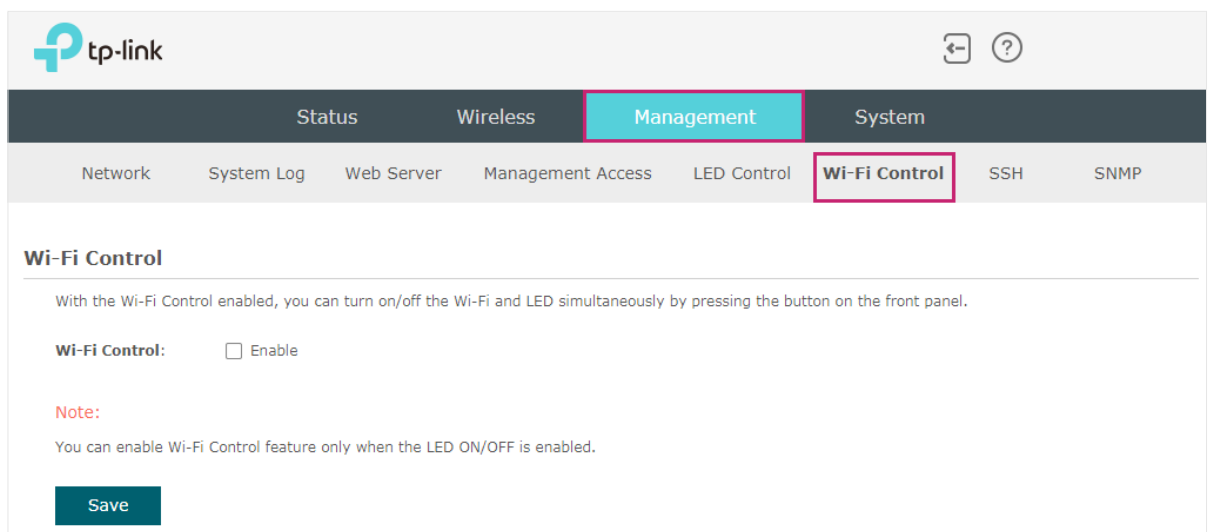 tp-link
Status Wireless Management System
Network System Log Web Server Management Access LED Control Wi-Fi Control SSH SNMP
Wi-Fi Control
With the Wi-Fi Control enabled, you can turn on/off the Wi-Fi and LED simultaneously by pressing the button on the front panel.
Wi-Fi Control: Enable
Note:
You can enable Wi-Fi Control feature only when the LED ON/OFF is enabled.
Save